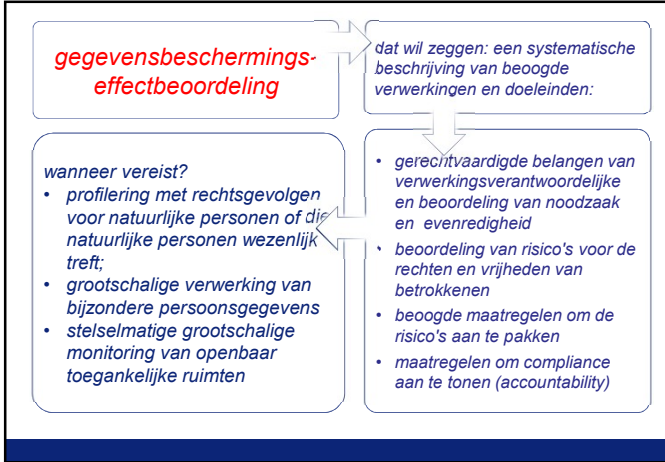 gegevensbeschermings-
effectbeoordeling
dat wil zeggen: een systematische
beschrijving van beoogde
verwerkingen en doeleinden:
• gerechtvaardigde belangen van
verwerkingsverantwoordelijke
en beoordeling van noodzaak
en evenredigheid
• beoordeling van risico's voor de
rechten en vrijheden van
betrokkenen
• beoogde maatregelen om de
risico's aan te pakken
• maatregelen om compliance
aan te tonen (accountability)
wanneer vereist?
• profilering met rechtsgevolgen
voor natuurlijke personen of die
natuurlijke personen wezenlijk
treft;
• grootschalige verwerking van
bijzondere persoonsgegevens
• stelselmatige grootschalige
monitoring van openbaar
toegankelijke ruimten